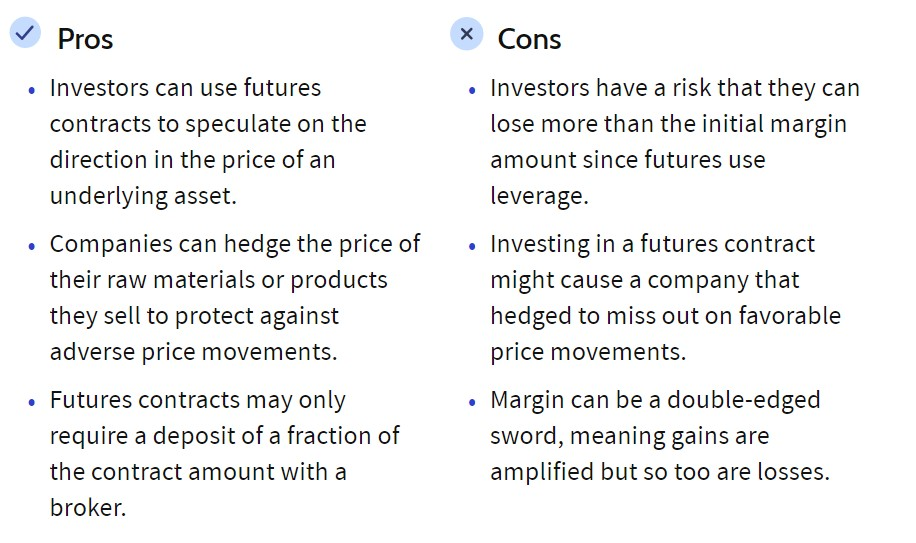 Pros
Investors can use futures
contracts to speculate on the
direction in the price of an
underlying asset.
Companies can hedge the price of
their raw materials or products
they sell to protect against
adverse price movements.
Futures contracts may only
require a deposit of a fraction of
the contract amount with a
broker.
Cons
Investors have a risk that they can
lose more than the initial margin
amount since futures use
leverage.
Investing in a futures contract
might cause a company that
hedged to miss out on favorable
price movements.
Margin can be a double-edged
sword, meaning gains are
amplified but so too are losses.